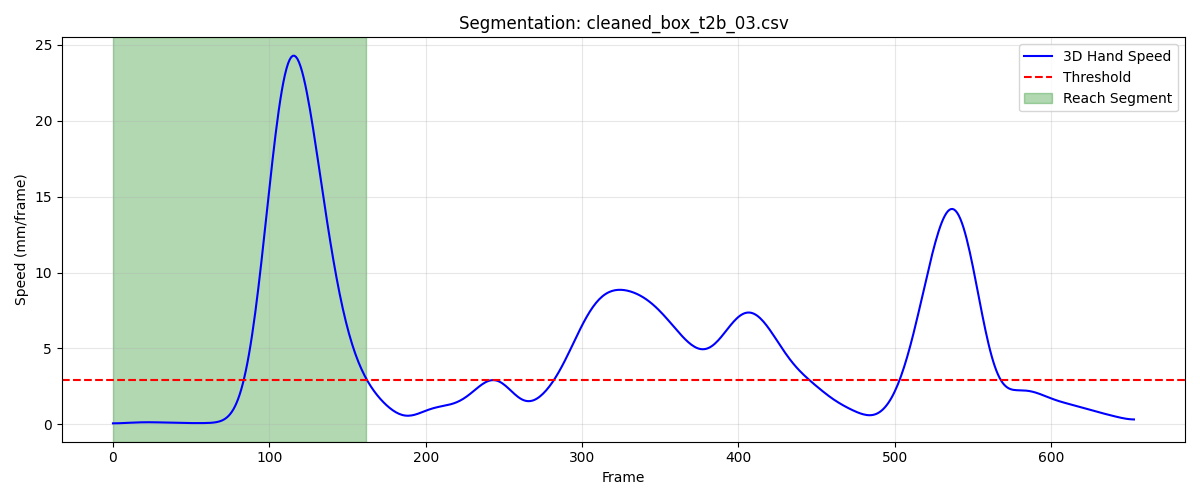 Segmentation: cleaned_box_t2b_03.csv
25
20
15
10
5
0
Speed (mm/frame)
3D Hand Speed
Threshold
Reach Segment
0 100 200 300 400 500 600
Frame